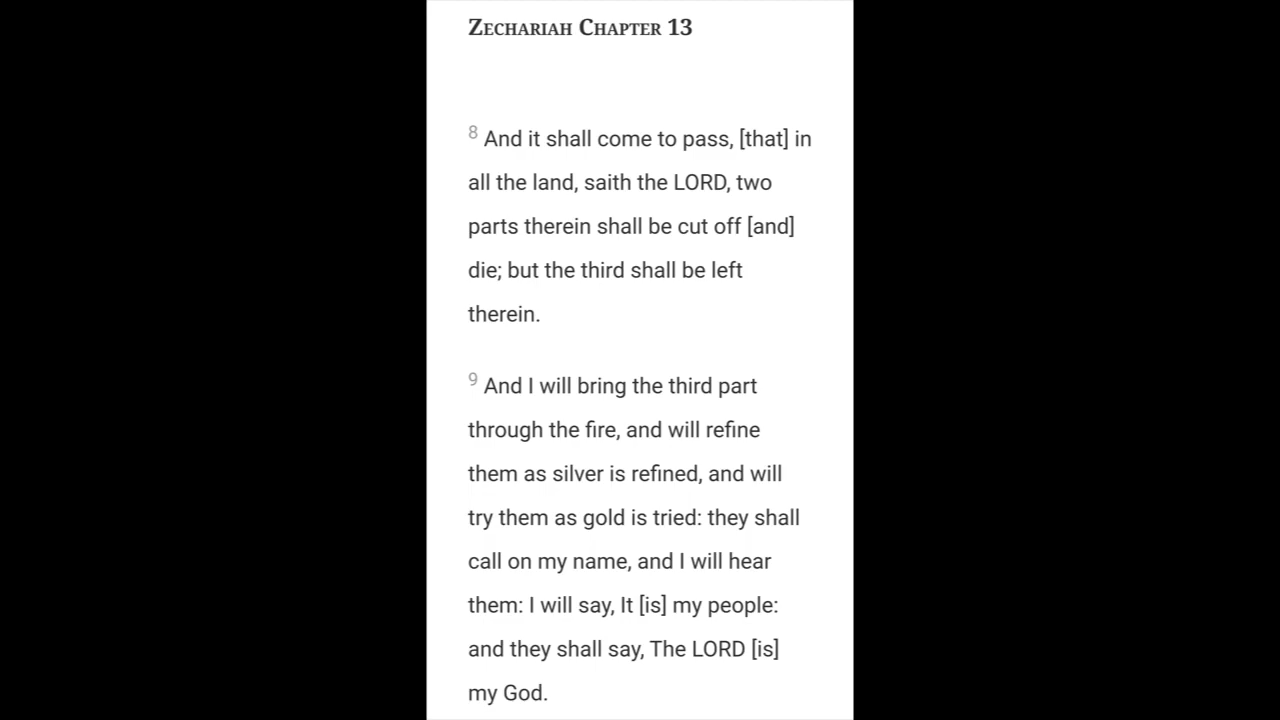 Zechariah Chapter 13
8 And it shall come to pass, [that] in
all the land, saith the LORD, two
parts therein shall be cut off [and]
die; but the third shall be left
therein.
9 And I will bring the third part
through the fire, and will refine
them as silver is refined, and will
try them as gold is tried: they shall
call on my name, and I will hear
them: I will say, It [is] my people:
and they shall say, The LORD [is]
my God.